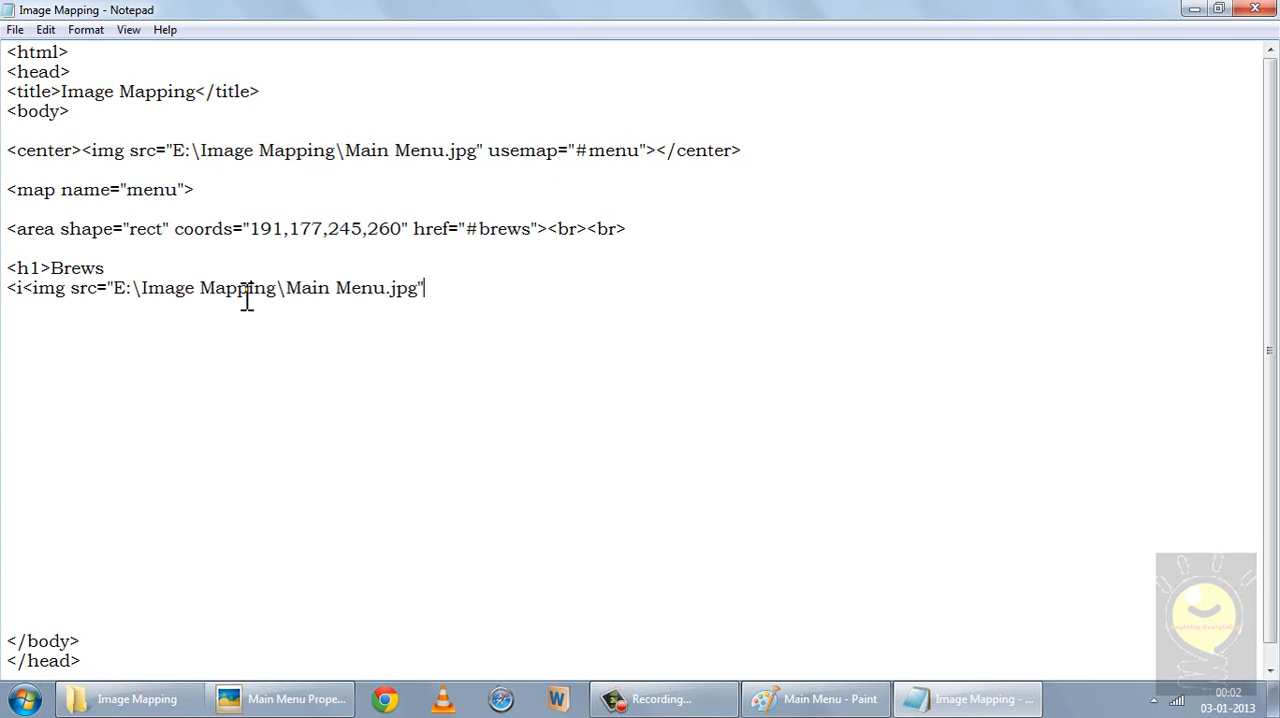 Image Mapping - Notepad
File Edit Format View Help
<html>
<head>
<title>Image Mapping</title>
<body>
<center><img src="E:\Image Mapping\Main Menu.jpg" usemap="#menu"></center>
<map name="menu">
<area shape="rect" coords="191,177,245,260" href="#brews"><br><br>
<h1>Brews
<i<img src="E:\Image Mapping\Main Menu.jpg"
</body>
</head>
Image Mapping
Main Menu Prope...
Recording...
Main Menu - Paint
Image Mapping - ...
00:02
03-01-2013